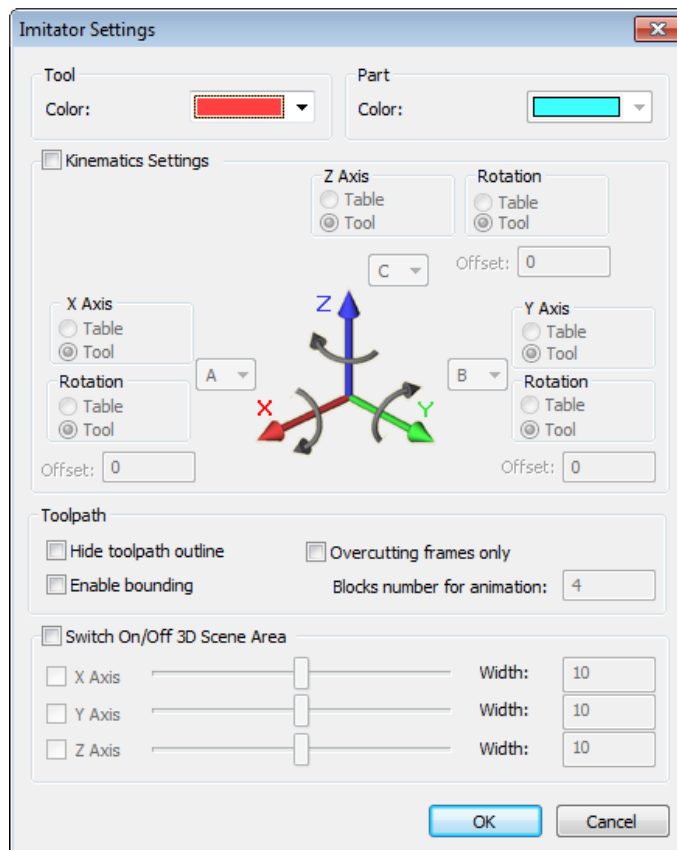 Imitator Settings
Tool
Color:
Part
Color:
Kinematics Settings
Z Axis
Table
Tool
Rotation
Table
Tool
C
Offset: 0
X Axis
Table
Tool
Rotation
Table
Tool
A
Offset: 0
Z
X
Y
B
Y Axis
Table
Tool
Rotation
Table
Tool
Offset: 0
Toolpath
Hide toolpath outline
Overcutting frames only
Enable bounding
Blocks number for animation: 4
Switch On/Off 3D Scene Area
X Axis Width: 10
Y Axis Width: 10
Z Axis Width: 10
OK Cancel